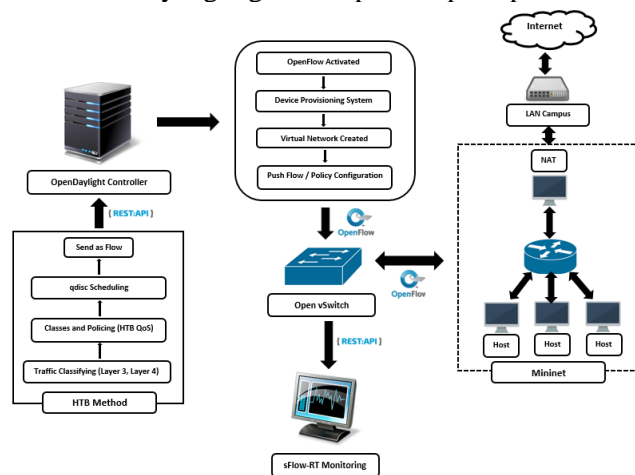 Internet
OpenFlow Activated
Device Provisioning System
Virtual Network Created
Push Flow / Policy Configuration
LAN Campus
NAT
OpenDaylight Controller
{ REST:API }
OpenFlow
Send as Flow
qdisc Scheduling
Classes and Policing (HTB QoS)
Traffic Classifying (Layer 3, Layer 4)
HTB Method
Open vSwitch
OpenFlow
{ REST:API }
Host
Host
Host
Mininet
sFlow-RT Monitoring